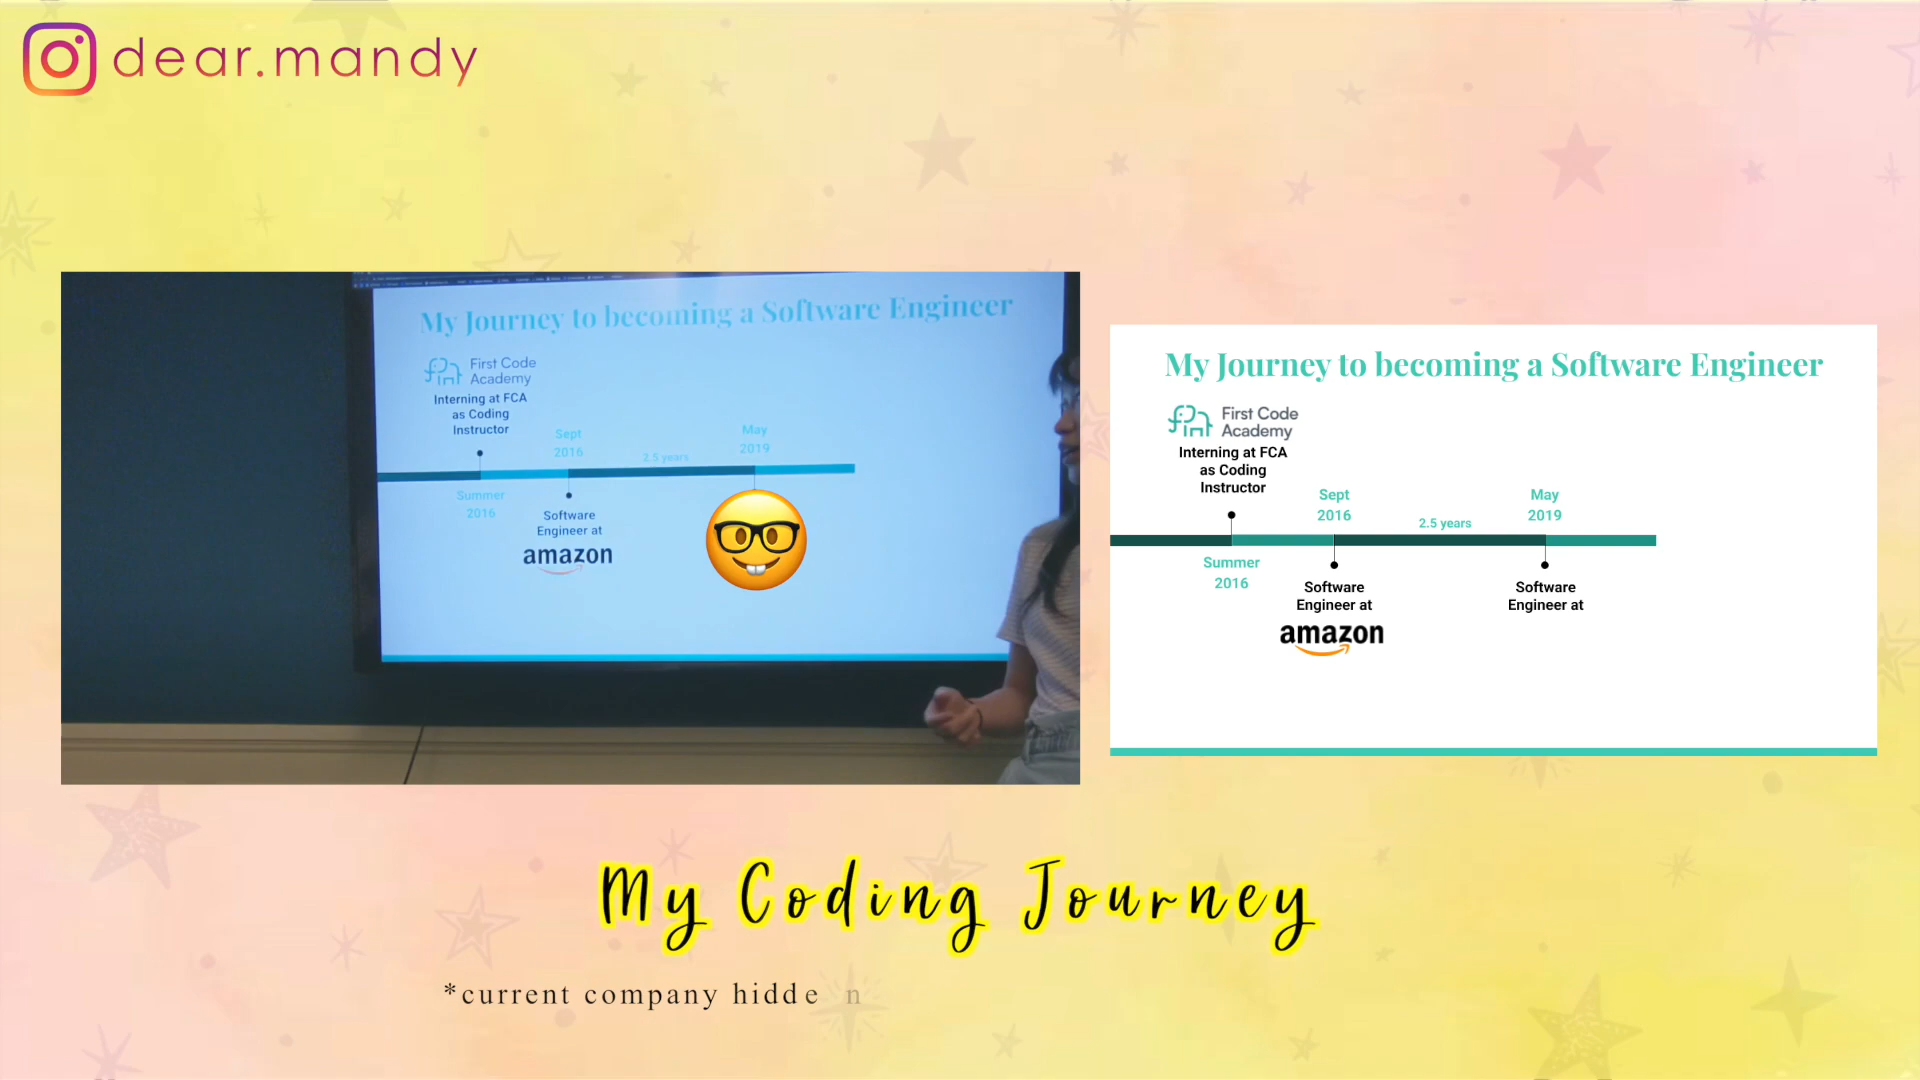 dear.mandy
My Journey to becoming a Software Engineer
First Code
Academy
Interning at FCA
as Coding
Instructor
Sept
2016
May
2019
2.5 years
Summer
2016
Software
Engineer at
amazon
My Journey to becoming a Software Engineer
First Code
Academy
Interning at FCA
as Coding
Instructor
Sept
2016
May
2019
2.5 years
Summer
2016
Software
Engineer at
amazon
Software
Engineer at
My Coding Journey
*current company hidden